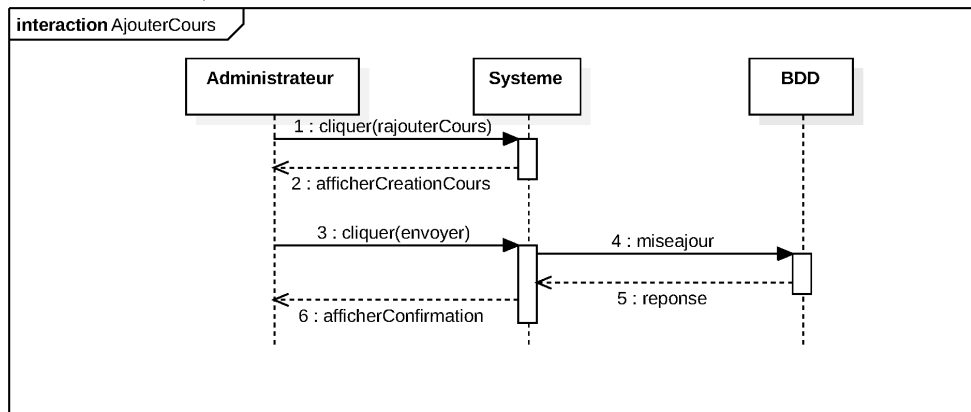 interaction AjouterCours
Administrateur
Systeme
BDD
1 : cliquer(rajouterCours)
2 : afficherCreationCours
3 : cliquer(envoyer)
4 : miseajour
5 : reponse
6 : afficherConfirmation